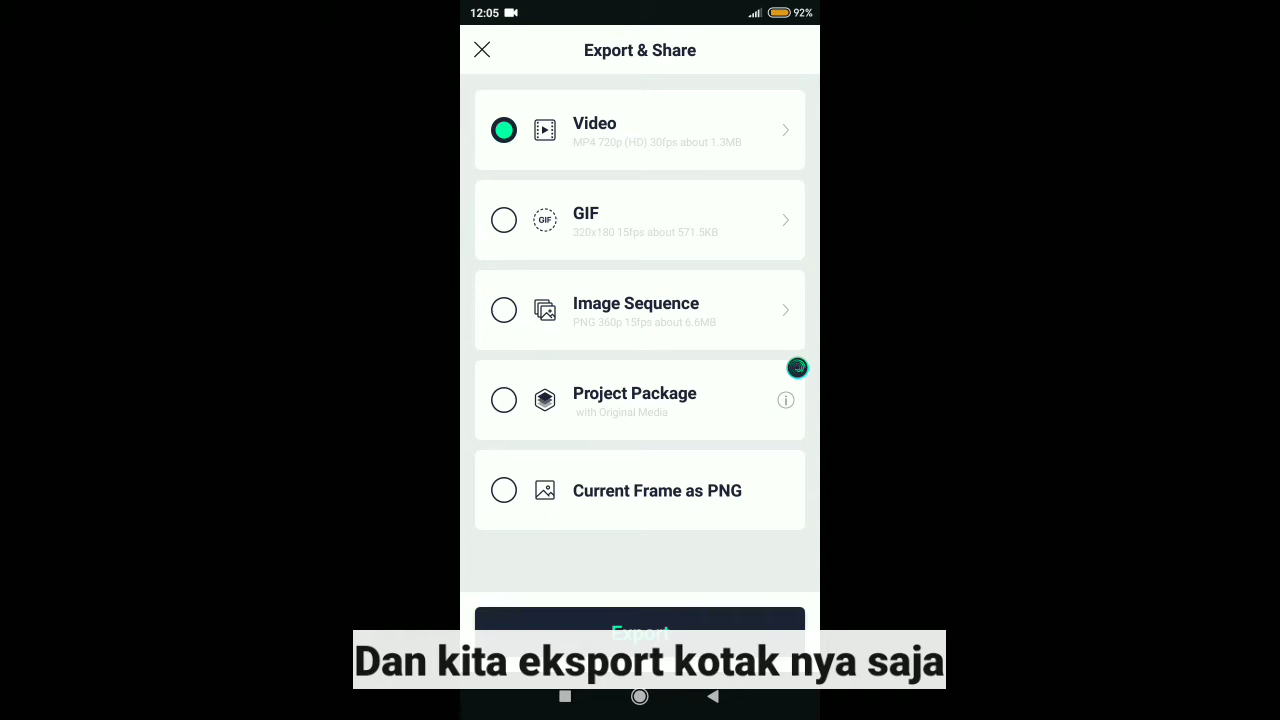 12:05
92%
Export & Share
Video
MP4 720p (HD) 30fps about 1.3MB
GIF
GIF
320x180 15fps about 571.5KB
Image Sequence
PNG 360p 15fps about 6.6MB
Project Package
with Original Media
Current Frame as PNG
Export
Dan kita eksport kotak nya saja